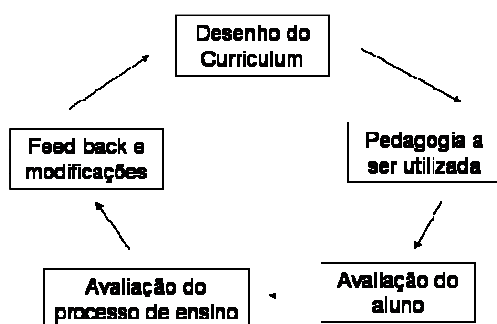 Desenho do
Curriculum
Pedagogia a
ser utilizada
Avaliação do
aluno
Avaliação do
processo de ensino
Feed back e
modificações